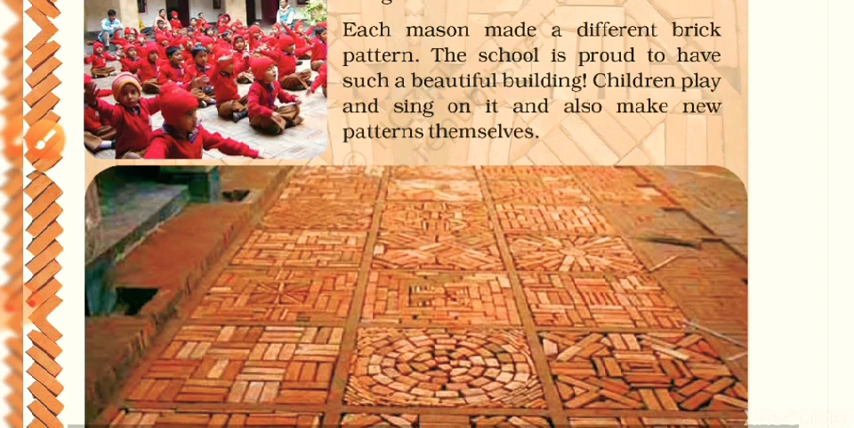 Each mason made a different brick
pattern. The school is proud to have
such a beautiful building! Children play
and sing on it and also make new
patterns themselves.